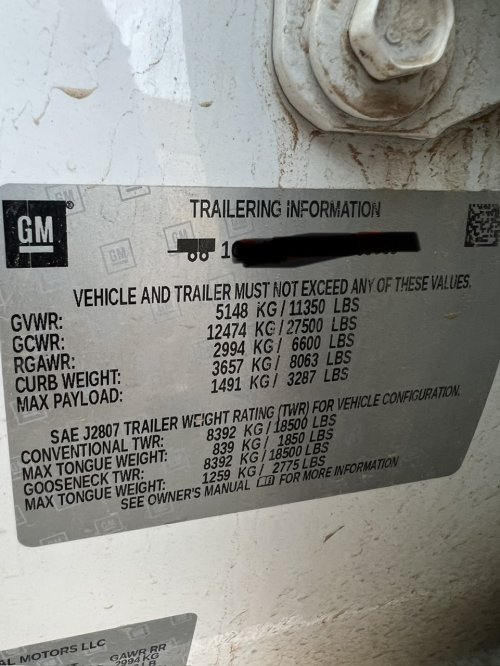 GM
TRAILERING INFORMATION
1
VEHICLE AND TRAILER MUST NOT EXCEED ANY OF THESE VALUES.
GVWR: 5148 KG / 11350 LBS
GCWR: 12474 KG / 27500 LBS
RGAWR: 2994 KG / 6600 LBS
CURB WEIGHT: 3657 KG / 8063 LBS
MAX PAYLOAD: 1491 KG / 3287 LBS
SAE J2807 TRAILER WEIGHT RATING (TWR) FOR VEHICLE CONFIGURATION.
CONVENTIONAL TWR: 8392 KG / 18500 LBS
MAX TONGUE WEIGHT: 839 KG / 1850 LBS
GOOSENECK TWR: 8392 KG / 18500 LBS
MAX TONGUE WEIGHT: 1259 KG / 2775 LBS
SEE OWNER'S MANUAL FOR MORE INFORMATION
AL MOTORS LLC
GAWR RR
2994 KG
LB